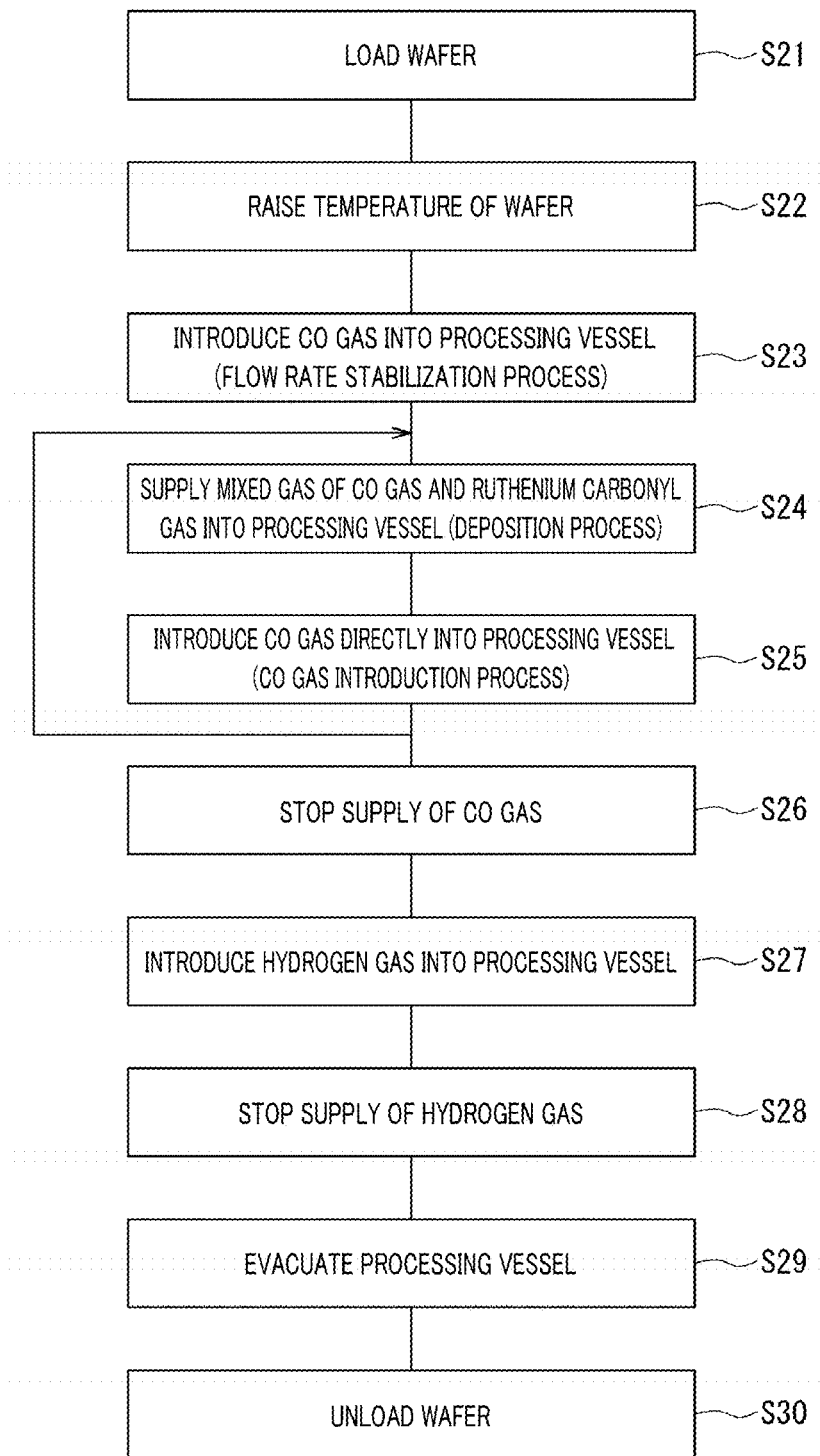 LOAD WAFER
S21
RAISE TEMPERATURE OF WAFER
S22
INTRODUCE CO GAS INTO PROCESSING VESSEL
(FLOW RATE STABILIZATION PROCESS)
S23
SUPPLY MIXED GAS OF CO GAS AND RUTHENIUM CARBONYL
GAS INTO PROCESSING VESSEL (DEPOSITION PROCESS)
S24
INTRODUCE CO GAS DIRECTLY INTO PROCESSING VESSEL
(CO GAS INTRODUCTION PROCESS)
S25
STOP SUPPLY OF CO GAS
S26
INTRODUCE HYDROGEN GAS INTO PROCESSING VESSEL
S27
STOP SUPPLY OF HYDROGEN GAS
S28
EVACUATE PROCESSING VESSEL
S29
UNLOAD WAFER
S30